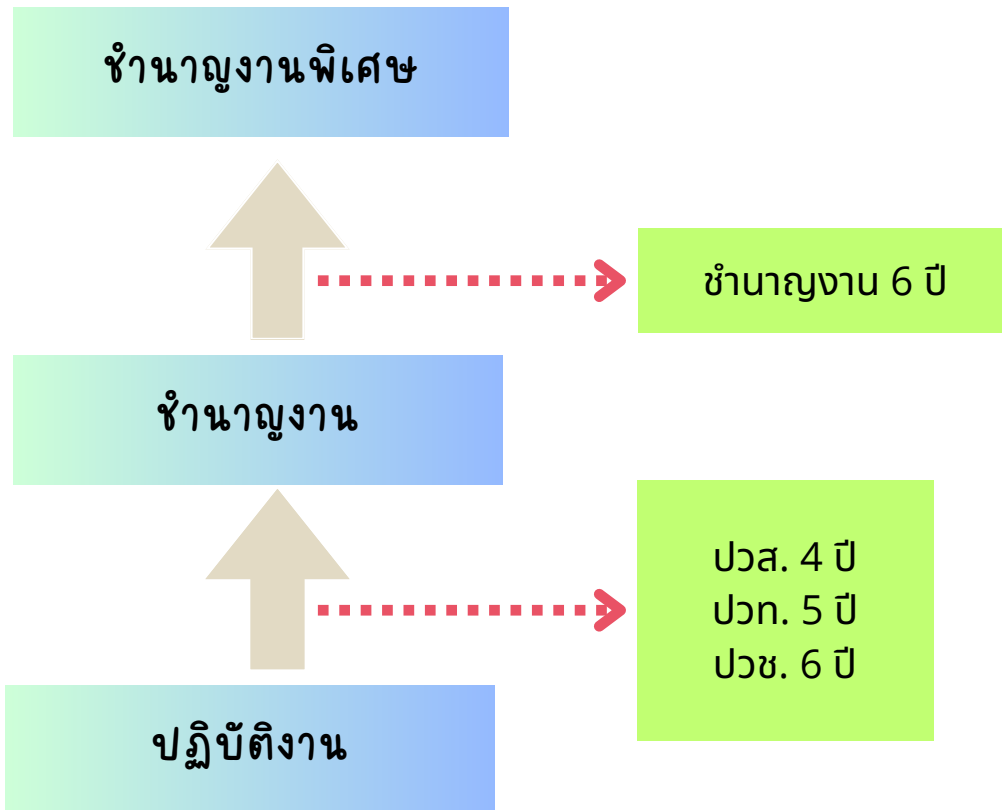 ชำนาญงานพิเศษ
ชำนาญงาน 6 ปี
ชำนาญงาน
ปวส. 4 ปี
ปวท. 5 ปี
ปวช. 6 ปี
ปฏิบัติงาน